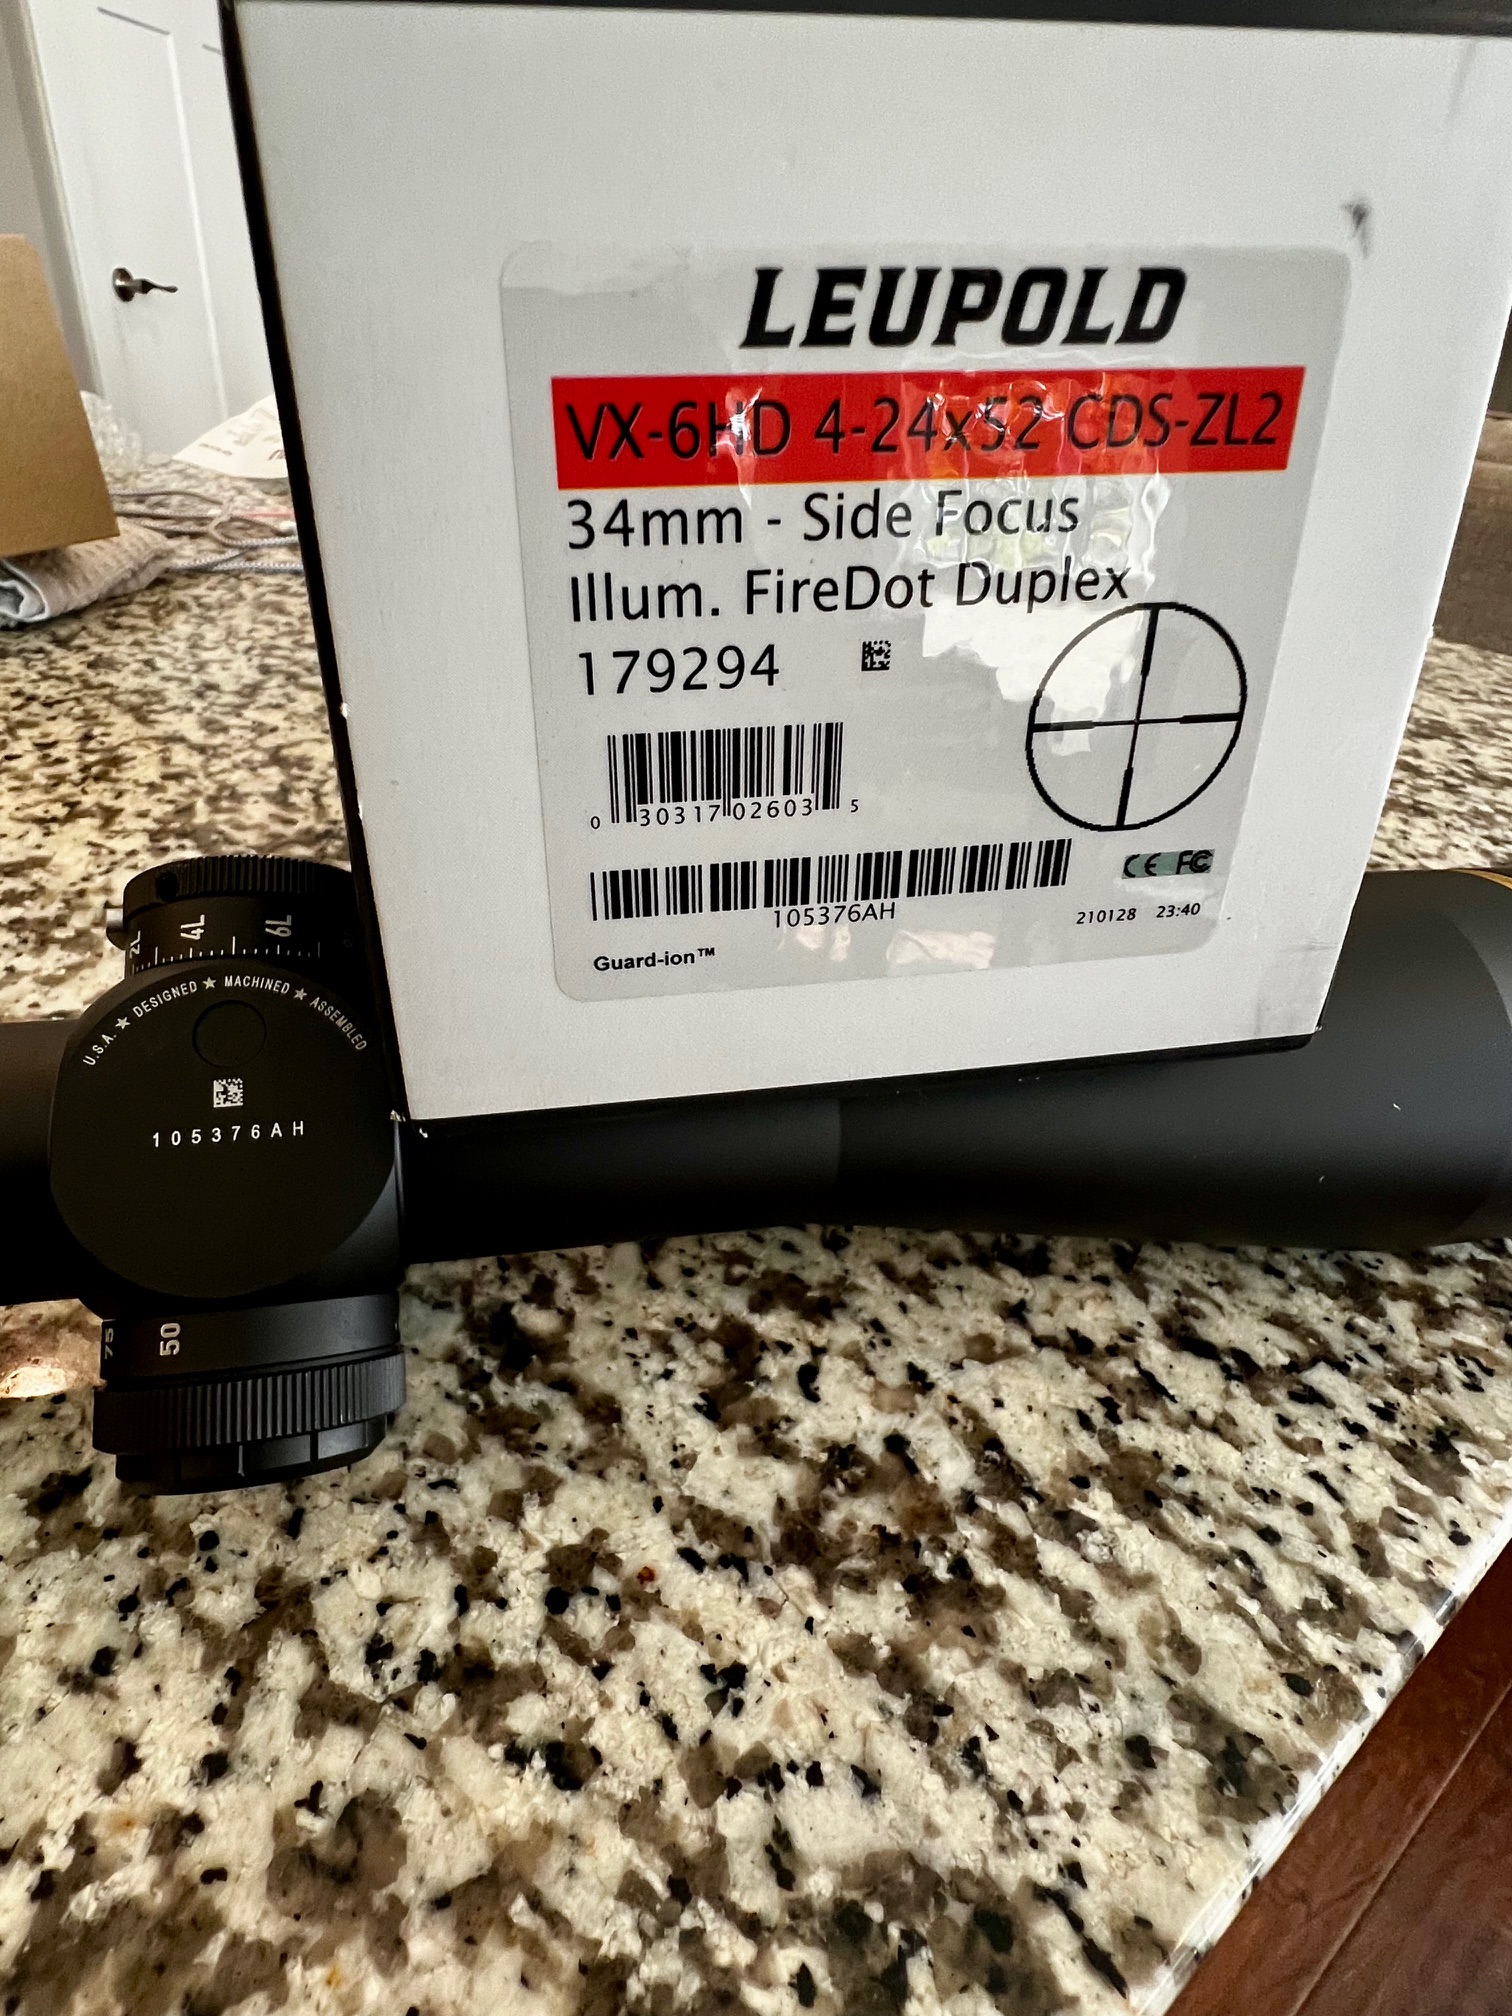 LEUPOLD
VX-6HD 4-24x52 CDS-ZL2
34mm - Side Focus
Illum. FireDot Duplex
179294
0 30317 02603 5
105376AH
CE FC
210128 23:40
Guard-ion™
2L 4L 6L
U.S.A. ★ DESIGNED ★ MACHINED ★ ASSEMBLED
105376AH
75 50